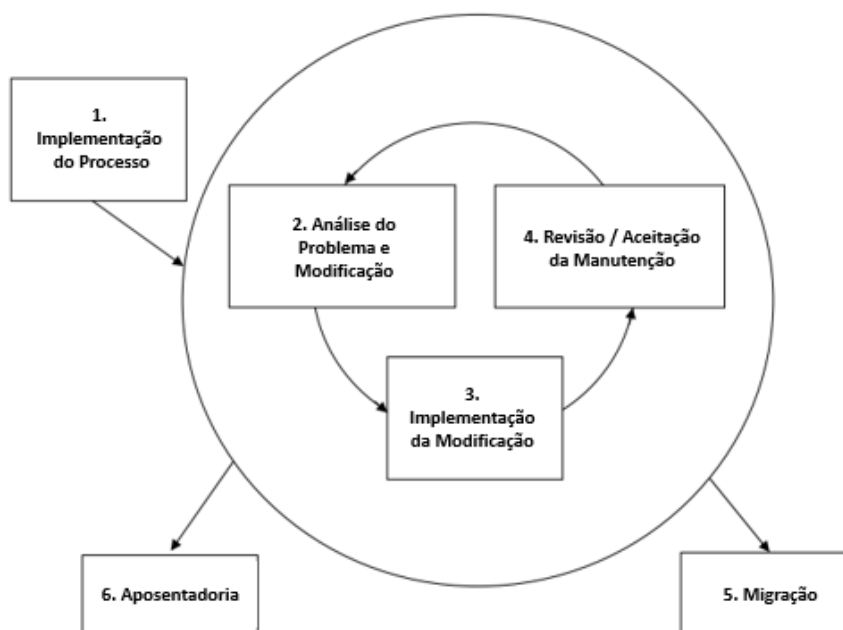 1.
Implementação
do Processo
2. Análise do
Problema e
Modificação
4. Revisão / Aceitação
da Manutenção
3.
Implementação
da Modificação
6. Aposentadoria
5. Migração